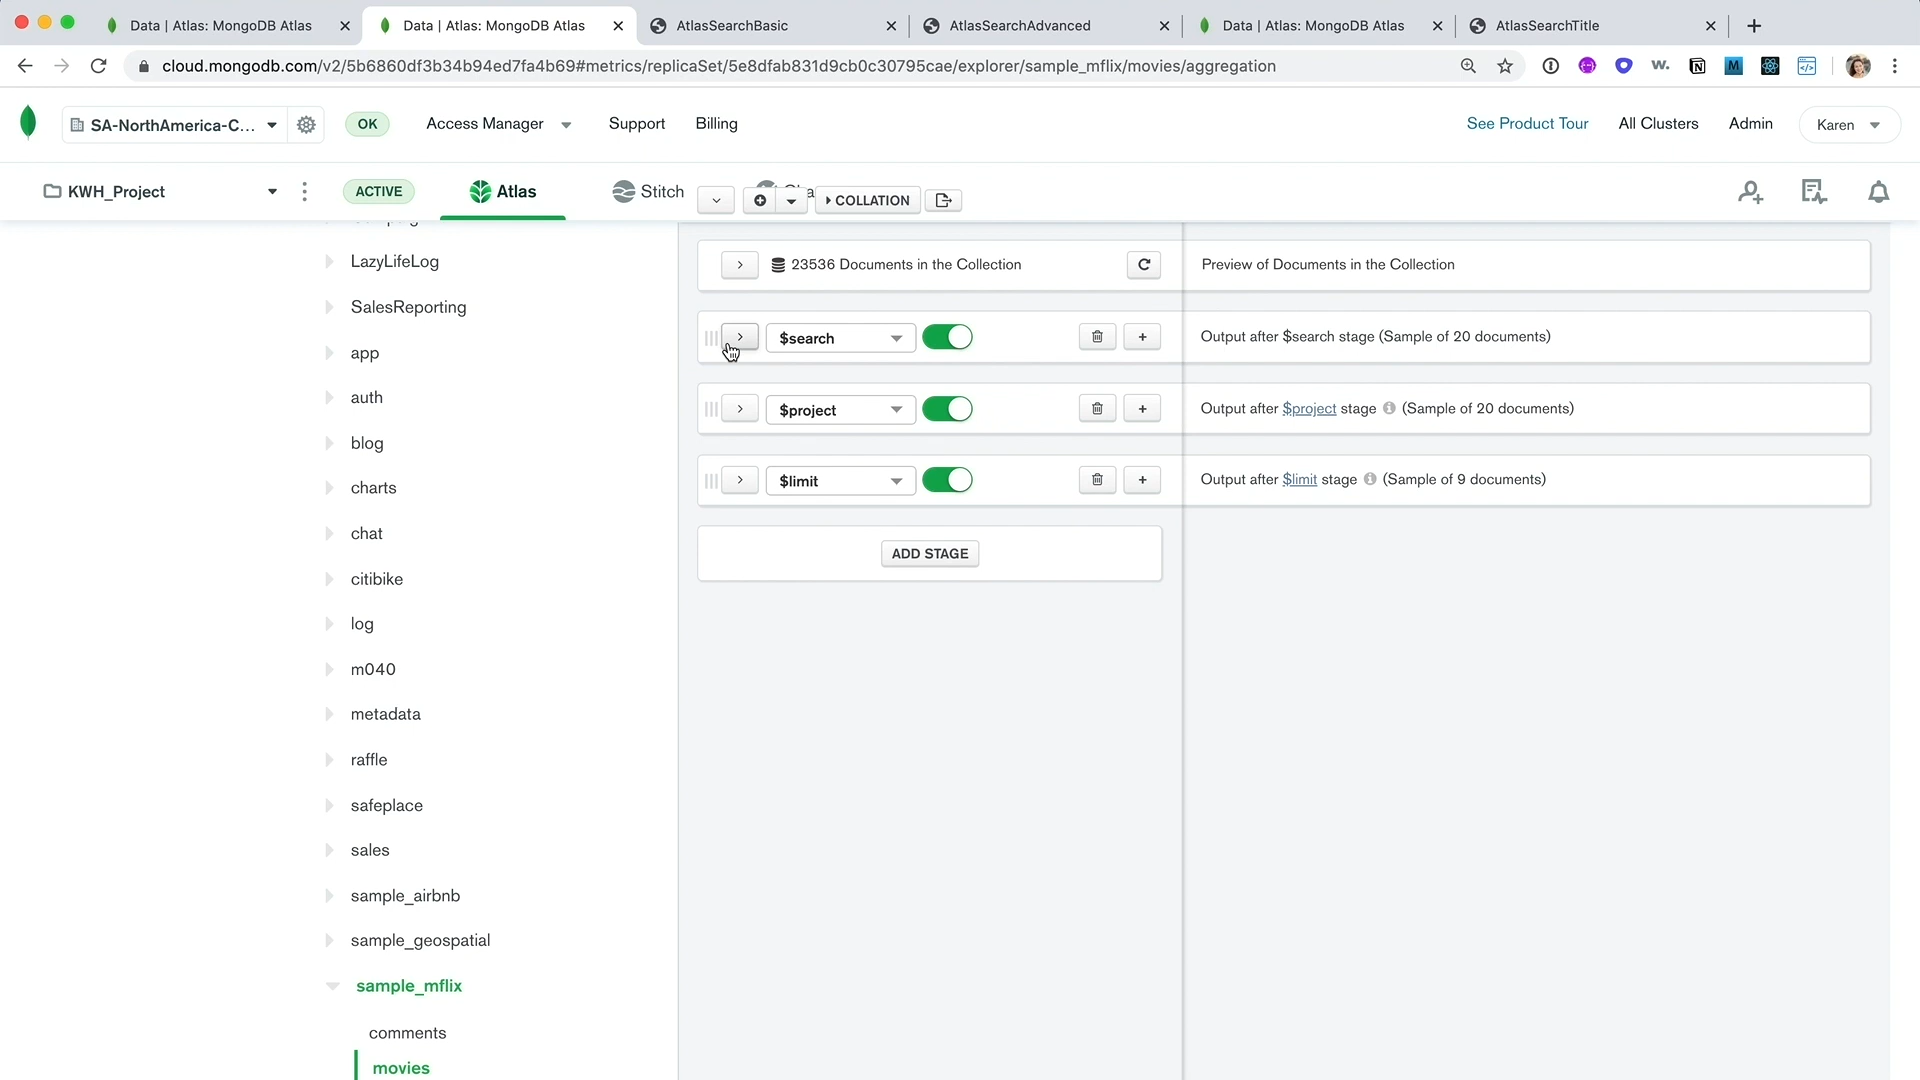 Data | Atlas: MongoDB Atlas
Data | Atlas: MongoDB Atlas
AtlasSearchBasic
AtlasSearchAdvanced
Data | Atlas: MongoDB Atlas
AtlasSearchTitle
cloud.mongodb.com/v2/5b6860df3b34b94ed7fa4b69#metrics/replicaSet/5e8dfab831d9cb0c30795cae/explorer/sample_mflix/movies/aggregation
SA-NorthAmerica-C...
OK
Access Manager
Support
Billing
See Product Tour
All Clusters
Admin
Karen
KWH_Project
ACTIVE
Atlas
Stitch
COLLATION
LazyLifeLog
SalesReporting
app
auth
blog
charts
chat
citibike
log
m040
metadata
raffle
safeplace
sales
sample_airbnb
sample_geospatial
sample_mflix
comments
movies
23536 Documents in the Collection
Preview of Documents in the Collection
$search
Output after $search stage (Sample of 20 documents)
$project
Output after $project stage (Sample of 20 documents)
$limit
Output after $limit stage (Sample of 9 documents)
ADD STAGE